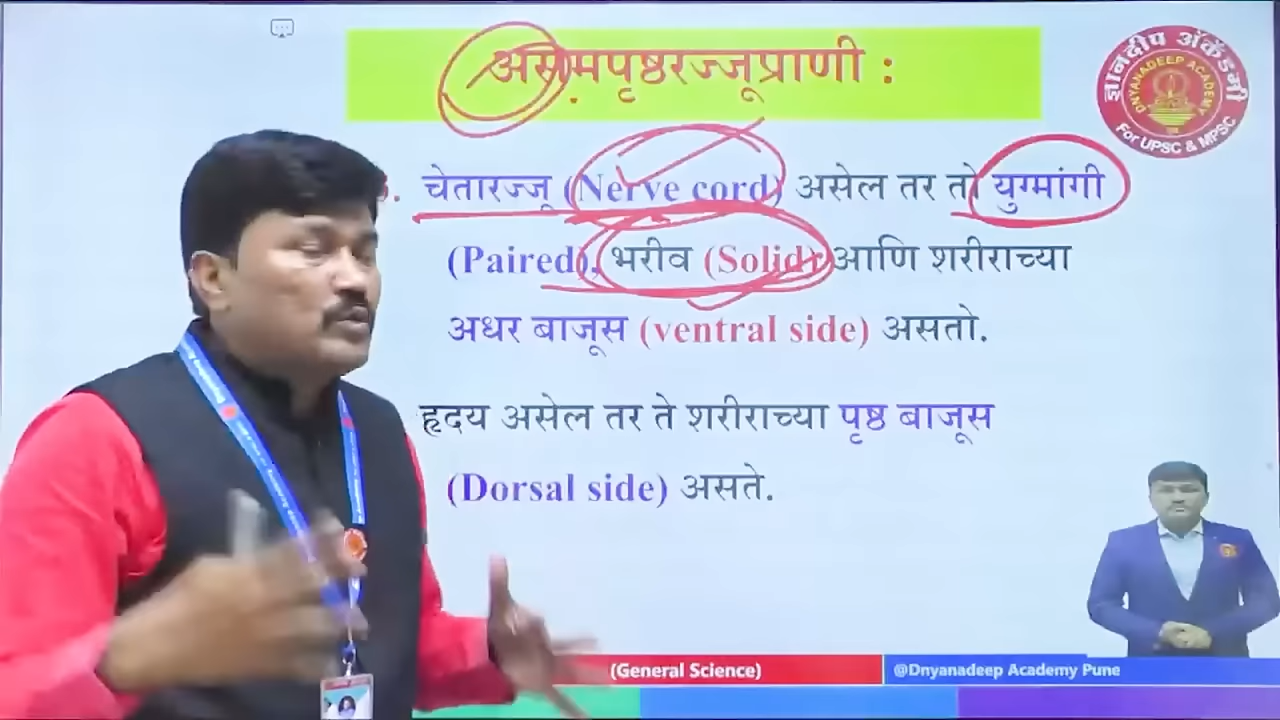 असमपृष्ठरज्जूप्राणी :
ज्ञानदीप अॅकॅडमी
DNYANADEEP ACADEMY
For UPSC & MPSC
चेतारज्जू (Nerve cord) असेल तर तो युग्मांगी
(Paired), भरीव (Solid) आणि शरीराच्या
अधर बाजूस (ventral side) असतो.
हृदय असेल तर ते शरीराच्या पृष्ठ बाजूस
(Dorsal side) असते.
(General Science)
@Dnyanadeep Academy Pune